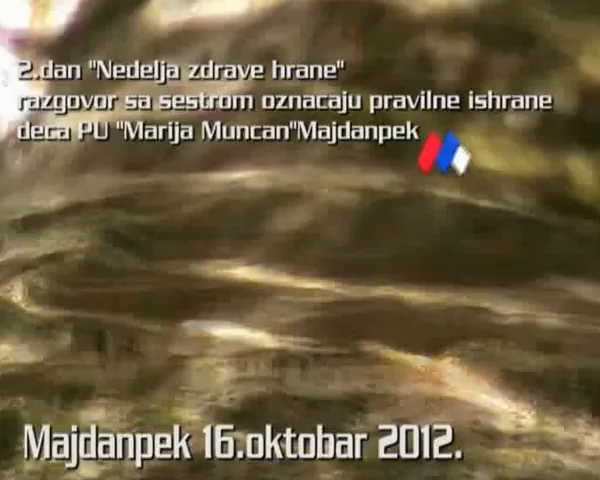 2.dan "Nedelja zdrave hrane"
razgovor sa sestrom oznacaju pravilne ishrane
deca PU "Marija Muncan"Majdanpek
Majdanpek 16.oktobar 2012.